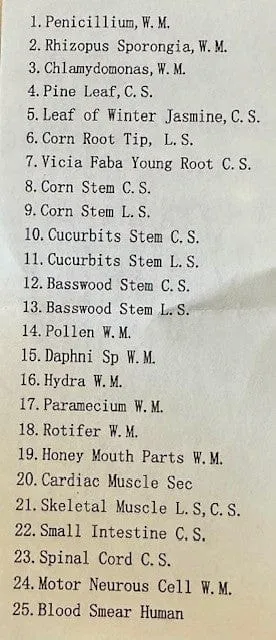 1. Penicillium, W. M.
2. Rhizopus Sporongia, W. M.
3. Chlamydomonas, W. M.
4. Pine Leaf, C. S.
5. Leaf of Winter Jasmine, C. S.
6. Corn Root Tip, L. S.
7. Vicia Faba Young Root C. S.
8. Corn Stem C. S.
9. Corn Stem L. S.
10. Cucurbits Stem C. S.
11. Cucurbits Stem L. S.
12. Basswood Stem C. S.
13. Basswood Stem L. S.
14. Pollen W. M.
15. Daphni Sp W. M.
16. Hydra W. M.
17. Paramecium W. M.
18. Rotifer W. M.
19. Honey Mouth Parts W. M.
20. Cardiac Muscle Sec
21. Skeletal Muscle L. S, C. S.
22. Small Intestine C. S.
23. Spinal Cord C. S.
24. Motor Neurous Cell W. M.
25. Blood Smear Human